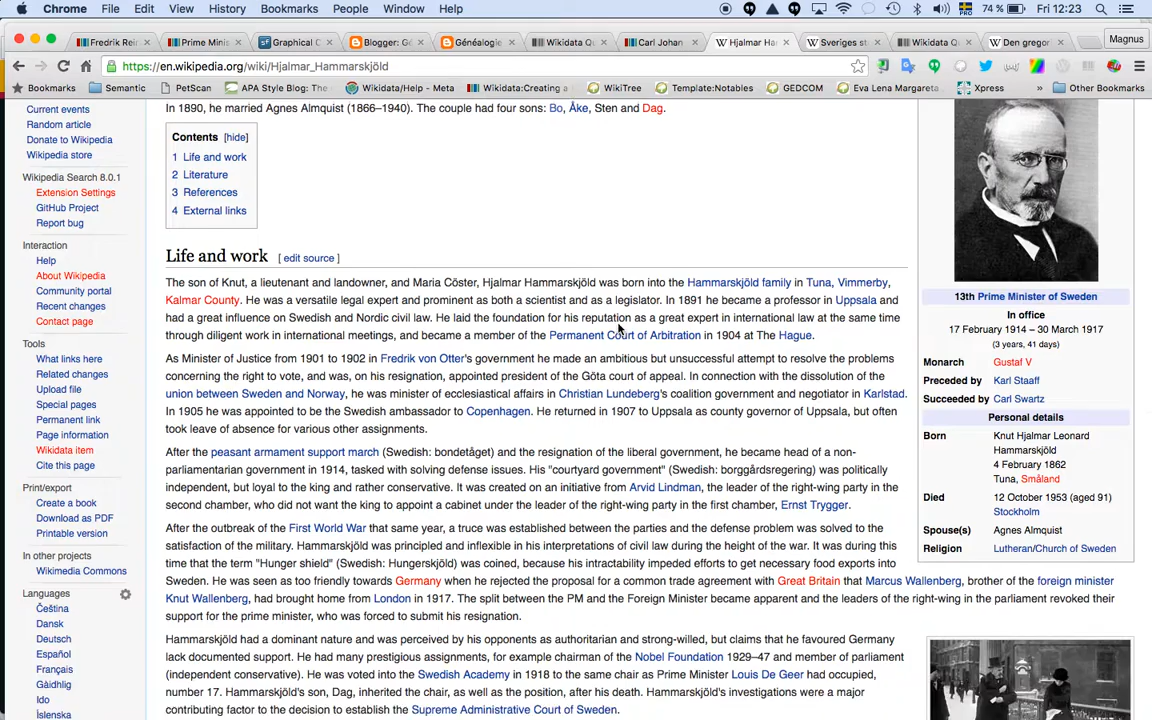 Chrome File Edit View History Bookmarks People Window Help 74 % Fri 12:23
Fredrik Rei Prime Minis Graphical C Blogger: Gé Généalogie Wikidata Qu Carl Johan Hjalmar Ha Sveriges st Wikidata Q Den gregor Magnus
https://en.wikipedia.org/wiki/Hjalmar_Hammarskjöld
Bookmarks Semantic PetScan APA Style Blog: The Wikidata/Help - Meta Wikidata:Creating a WikiTree Template:Notables GEDCOM Eva Lena Margareta Xpress » Other Bookmarks
Current events
Random article
Donate to Wikipedia
Wikipedia store
Wikipedia Search 8.0.1
Extension Settings
GitHub Project
Report bug
Interaction
Help
About Wikipedia
Community portal
Recent changes
Contact page
Tools
What links here
Related changes
Upload file
Special pages
Permanent link
Page information
Wikidata item
Cite this page
Print/export
Create a book
Download as PDF
Printable version
In other projects
Wikimedia Commons
Languages
Čeština
Dansk
Deutsch
Español
Français
Gàidhlig
Ido
Íslenska
In 1890, he married Agnes Almquist (1866–1940). The couple had four sons: Bo, Åke, Sten and Dag.
Contents [hide]
1 Life and work
2 Literature
3 References
4 External links
Life and work [ edit source ]
The son of Knut, a lieutenant and landowner, and Maria Cöster, Hjalmar Hammarskjöld was born into the Hammarskjöld family in Tuna, Vimmerby,
Kalmar County. He was a versatile legal expert and prominent as both a scientist and as a legislator. In 1891 he became a professor in Uppsala and
had a great influence on Swedish and Nordic civil law. He laid the foundation for his reputation as a great expert in international law at the same time
through diligent work in international meetings, and became a member of the Permanent Court of Arbitration in 1904 at The Hague.
As Minister of Justice from 1901 to 1902 in Fredrik von Otter's government he made an ambitious but unsuccessful attempt to resolve the problems
concerning the right to vote, and was, on his resignation, appointed president of the Göta court of appeal. In connection with the dissolution of the
union between Sweden and Norway, he was minister of ecclesiastical affairs in Christian Lundeberg's coalition government and negotiator in Karlstad.
In 1905 he was appointed to be the Swedish ambassador to Copenhagen. He returned in 1907 to Uppsala as county governor of Uppsala, but often
took leave of absence for various other assignments.
After the peasant armament support march (Swedish: bondetåget) and the resignation of the liberal government, he became head of a non-
parliamentarian government in 1914, tasked with solving defense issues. His "courtyard government" (Swedish: borggårdsregering) was politically
independent, but loyal to the king and rather conservative. It was created on an initiative from Arvid Lindman, the leader of the right-wing party in the
second chamber, who did not want the king to appoint a cabinet under the leader of the right-wing party in the first chamber, Ernst Trygger.
After the outbreak of the First World War that same year, a truce was established between the parties and the defense problem was solved to the
satisfaction of the military. Hammarskjöld was principled and inflexible in his interpretations of civil law during the height of the war. It was during this
time that the term "Hunger shield" (Swedish: Hungerskjöld) was coined, because his intractability impeded efforts to get necessary food exports into
Sweden. He was seen as too friendly towards Germany when he rejected the proposal for a common trade agreement with Great Britain that Marcus Wallenberg, brother of the foreign minister
Knut Wallenberg, had brought home from London in 1917. The split between the PM and the Foreign Minister became apparent and the leaders of the right-wing in the parliament revoked their
support for the prime minister, who was forced to submit his resignation.
Hammarskjöld had a dominant nature and was perceived by his opponents as authoritarian and strong-willed, but claims that he favoured Germany
lack documented support. He had many prestigious assignments, for example chairman of the Nobel Foundation 1929–47 and member of parliament
(independent conservative). He was voted into the Swedish Academy in 1918 to the same chair as Prime Minister Louis De Geer had occupied,
number 17. Hammarskjöld's son, Dag, inherited the chair, as well as the position, after his death. Hammarskjöld's investigations were a major
contributing factor to the decision to establish the Supreme Administrative Court of Sweden.
13th Prime Minister of Sweden
In office
17 February 1914 – 30 March 1917
(3 years, 41 days)
Monarch Gustaf V
Preceded by Karl Staaff
Succeeded by Carl Swartz
Personal details
Born Knut Hjalmar Leonard
Hammarskjöld
4 February 1862
Tuna, Småland
Died 12 October 1953 (aged 91)
Stockholm
Spouse(s) Agnes Almquist
Religion Lutheran/Church of Sweden